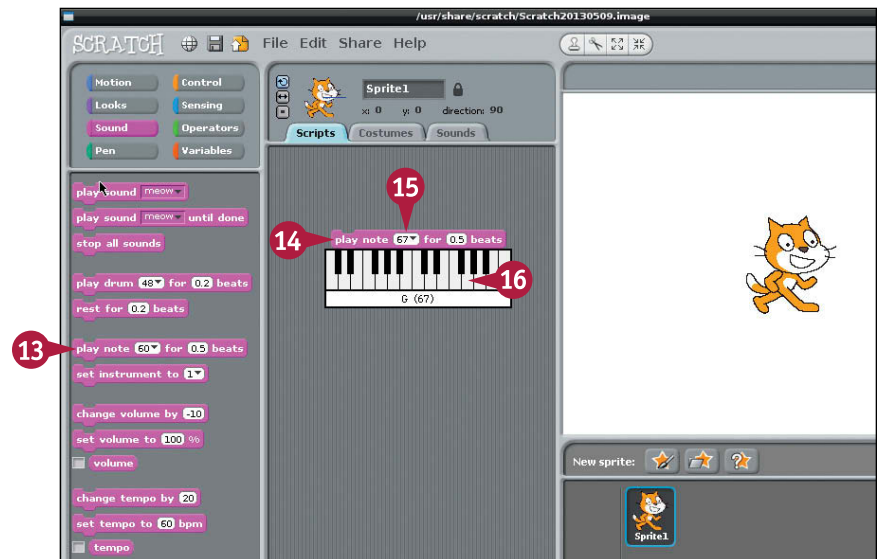 /usr/share/scratch/Scratch20130509.image
SCRATCH File Edit Share Help
Motion Control
Looks Sensing
Sound Operators
Pen Variables
Sprite1
x: 0 y: 0 direction: 90
Scripts Costumes Sounds
play sound meow
play sound meow until done
stop all sounds
play drum 48 for 0.2 beats
rest for 0.2 beats
13
play note 60 for 0.5 beats
set instrument to 1
change volume by -10
set volume to 100 %
volume
change tempo by 20
set tempo to 60 bpm
tempo
15
14
play note 67 for 0.5 beats
16
G (67)
New sprite:
Sprite1